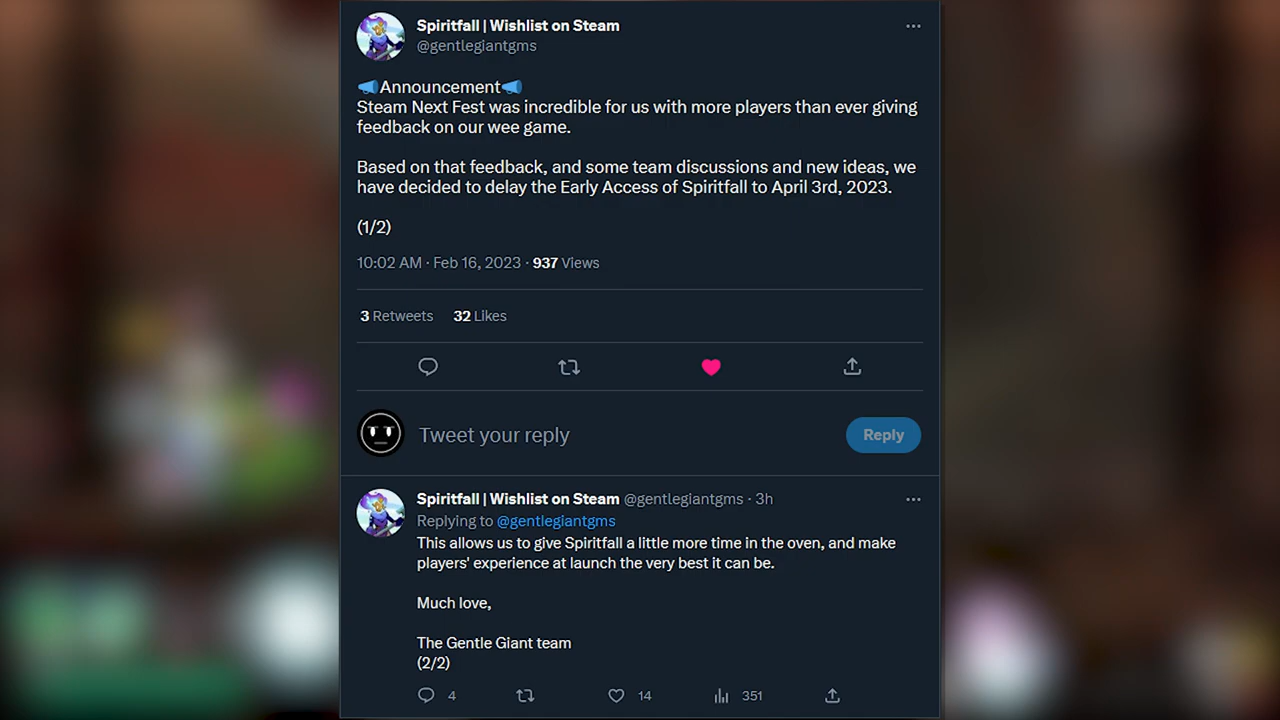 Spiritfall | Wishlist on Steam
@gentlegiantgms
📣Announcement📣
Steam Next Fest was incredible for us with more players than ever giving
feedback on our wee game.
Based on that feedback, and some team discussions and new ideas, we
have decided to delay the Early Access of Spiritfall to April 3rd, 2023.
(1/2)
10:02 AM · Feb 16, 2023 · 937 Views
3 Retweets 32 Likes
Tweet your reply
Reply
Spiritfall | Wishlist on Steam @gentlegiantgms · 3h
Replying to @gentlegiantgms
This allows us to give Spiritfall a little more time in the oven, and make
players' experience at launch the very best it can be.
Much love,
The Gentle Giant team
(2/2)
4 14 351